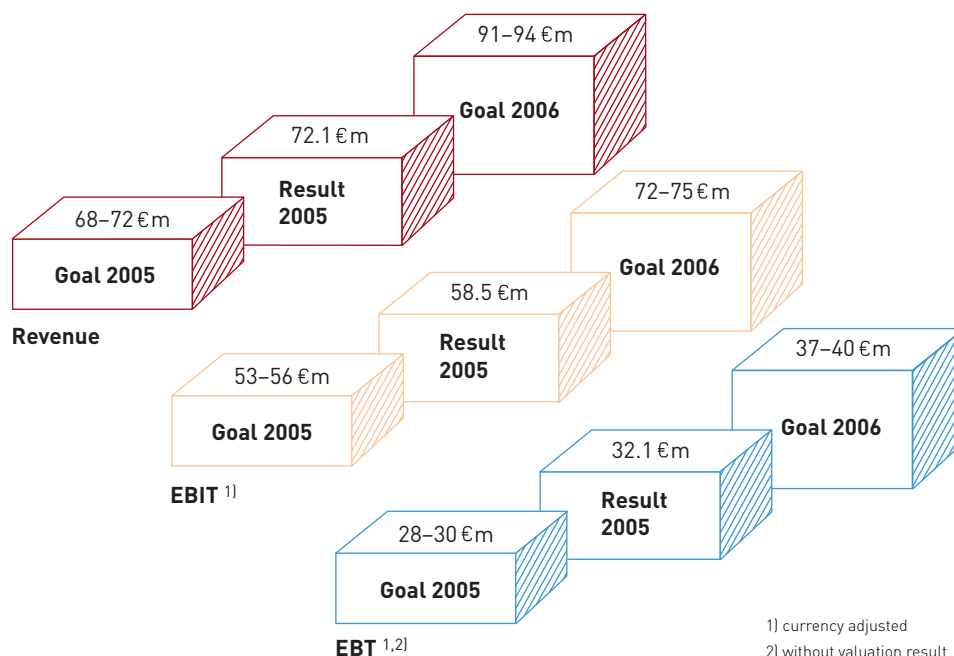 91–94 €m
Goal 2006
72.1 €m
Result
2005
68–72 €m
Goal 2005
Revenue
72–75 €m
Goal 2006
58.5 €m
Result
2005
53–56 €m
Goal 2005
EBIT 1)
37–40 €m
Goal 2006
32.1 €m
Result
2005
28–30 €m
Goal 2005
EBT 1,2)
1) currency adjusted
2) without valuation result